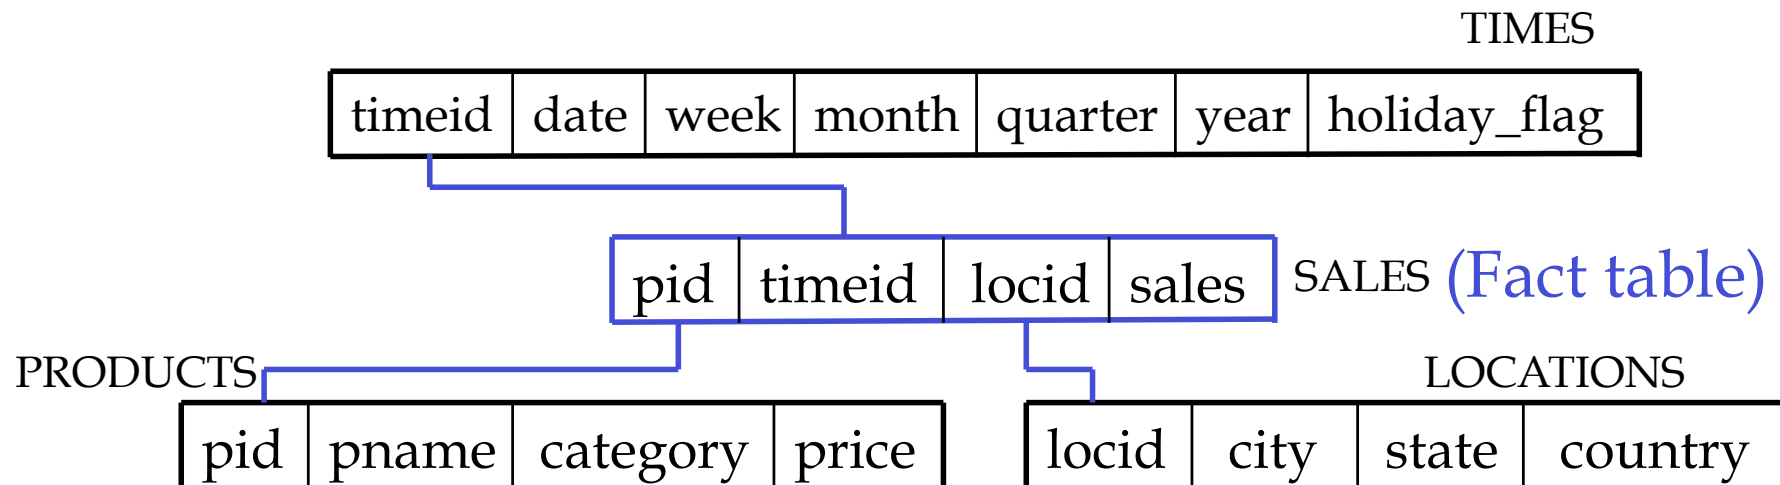 TIMES
timeid date week month quarter year holiday_flag
pid timeid locid sales SALES (Fact table)
PRODUCTS LOCATIONS
pid pname category price locid city state country